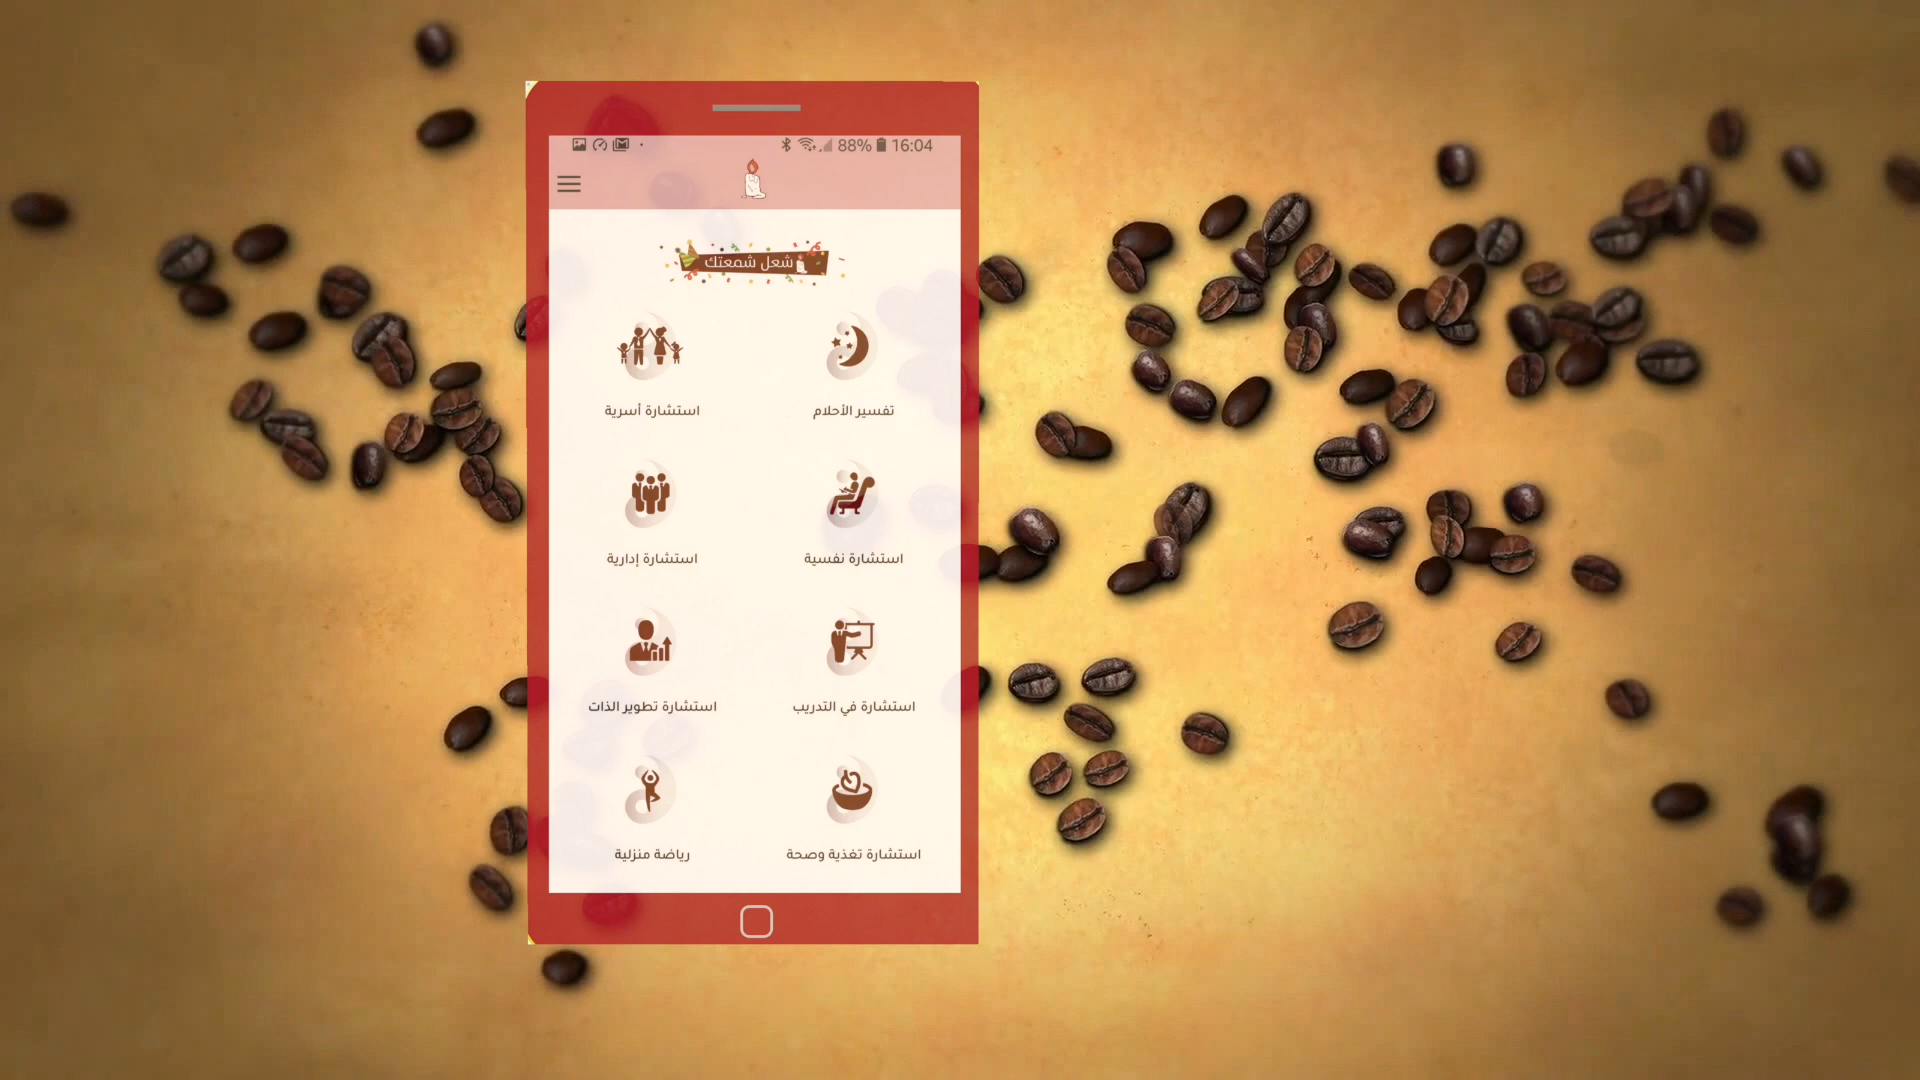 88% 16:04
شعل شمعتك
تفسير الأحلام
استشارة أسرية
استشارة نفسية
استشارة إدارية
استشارة في التدريب
استشارة تطوير الذات
استشارة تغذية وصحة
رياضة منزلية